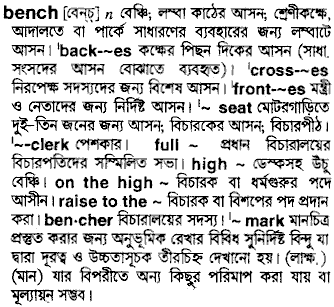 bench [বেন্চ্] n বেঞ্চি; লম্বা কাঠের আসন; শ্রেণীকক্ষে,
আদালতে বা পার্কে সাধারণের ব্যবহারের জন্য লম্বাটে
আসন। ˈback-~es কক্ষের পিছন দিকের আসন (সাধা.
সংসদের আসন বোঝাতে ব্যবহৃত)। ˈcross-~es
নিরপেক্ষ সদস্যদের জন্য বিশেষ আসন। ˈfront-~es মন্ত্রী
ও নেতাদের জন্য নির্দিষ্ট আসন। ˈ~ seat মোটরগাড়িতে
দুই-তিন জনের জন্য আসন; বিচারকের আসন; বিচারপীঠ।
ˈ~-clerk পেশকার। full ~ প্রধান বিচারালয়ের
বিচারপতিদের সম্মিলিত সভা। high ~ ডেস্কসহ উঁচু
বেঞ্চি। on the high ~ বিচারক বা ধর্মগুরুর পদে
আসীন। raise to the ~ বিচারক বা বিশপের পদ প্রদান
করা। ben·cher বিচারালয়ের সদস্য। ˈ~ mark মানচিত্র
প্রস্তুত করার জন্য অনুভূমিক রেখার বিবিধ সুনির্দিষ্ট বিন্দু যা
দ্বারা দূরত্ব ও উচ্চতাসূচক তীরচিহ্ন দেখানো হয়। (লাক্ষ.)
(মান) যার বিপরীতে অন্য কিছুর পরিমাপ করা যায় বা
মূল্যায়ন সম্ভব।